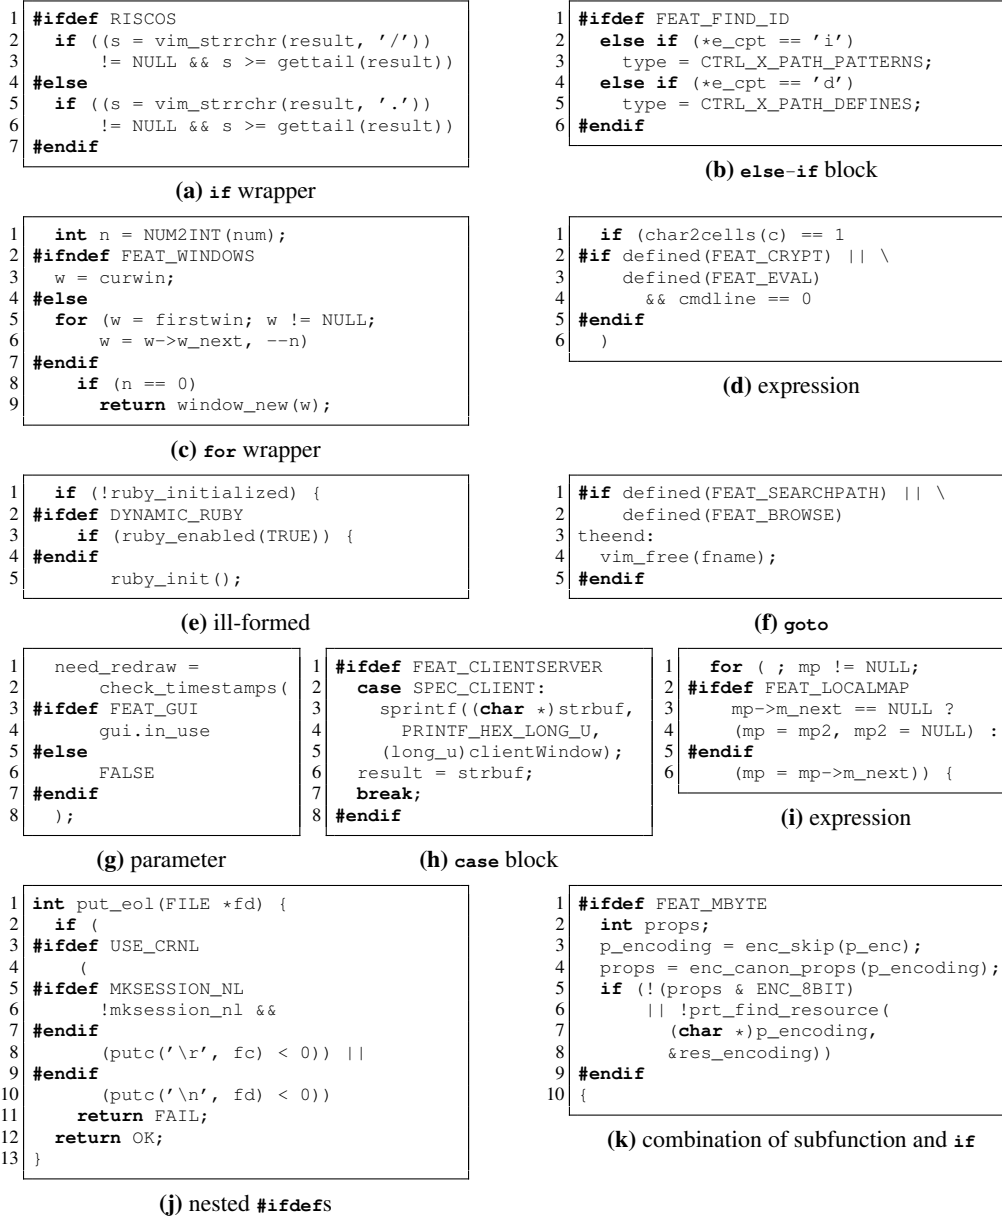 1 #ifdef RISCOS
2   if ((s = vim_strrchr(result, '/'))
3       != NULL && s >= gettail(result))
4 #else
5   if ((s = vim_strrchr(result, '.'))
6       != NULL && s >= gettail(result))
7 #endif
(a) if wrapper
1 #ifdef FEAT_FIND_ID
2   else if (*e_cpt == 'i')
3     type = CTRL_X_PATH_PATTERNS;
4   else if (*e_cpt == 'd')
5     type = CTRL_X_PATH_DEFINES;
6 #endif
(b) else-if block
1   int n = NUM2INT(num);
2 #ifndef FEAT_WINDOWS
3   w = curwin;
4 #else
5   for (w = firstwin; w != NULL;
6       w = w->w_next, --n)
7 #endif
8     if (n == 0)
9       return window_new(w);
(c) for wrapper
1   if (char2cells(c) == 1
2 #if defined(FEAT_CRYPT) || \
3     defined(FEAT_EVAL)
4       && cmdline == 0
5 #endif
6   )
(d) expression
1   if (!ruby_initialized) {
2 #ifdef DYNAMIC_RUBY
3     if (ruby_enabled(TRUE)) {
4 #endif
5        ruby_init();
(e) ill-formed
1 #if defined(FEAT_SEARCHPATH) || \
2     defined(FEAT_BROWSE)
3 theend:
4   vim_free(fname);
5 #endif
(f) goto
1   need_redraw =
2       check_timestamps(
3 #ifdef FEAT_GUI
4       gui.in_use
5 #else
6       FALSE
7 #endif
8   );
(g) parameter
1 #ifdef FEAT_CLIENTSERVER
2   case SPEC_CLIENT:
3     sprintf((char *)strbuf,
4       PRINTF_HEX_LONG_U,
5     (long_u)clientWindow);
6   result = strbuf;
7   break;
8 #endif
(h) case block
1   for ( ; mp != NULL;
2 #ifdef FEAT_LOCALMAP
3     mp->m_next == NULL ?
4     (mp = mp2, mp2 = NULL) :
5 #endif
6     (mp = mp->m_next)) {
(i) expression
1 int put_eol(FILE *fd) {
2   if (
3 #ifdef USE_CRNL
4     (
5 #ifdef MKSESSION_NL
6       !mksession_nl &&
7 #endif
8       (putc('\r', fc) < 0)) ||
9 #endif
10       (putc('\n', fd) < 0))
11     return FAIL;
12   return OK;
13 }
(j) nested #ifdefs
1 #ifdef FEAT_MBYTE
2   int props;
3   p_encoding = enc_skip(p_enc);
4   props = enc_canon_props(p_encoding);
5   if (!(props & ENC_8BIT)
6       || !prt_find_resource(
7         (char *)p_encoding,
8         &res_encoding))
9 #endif
10 {
(k) combination of subfunction and if